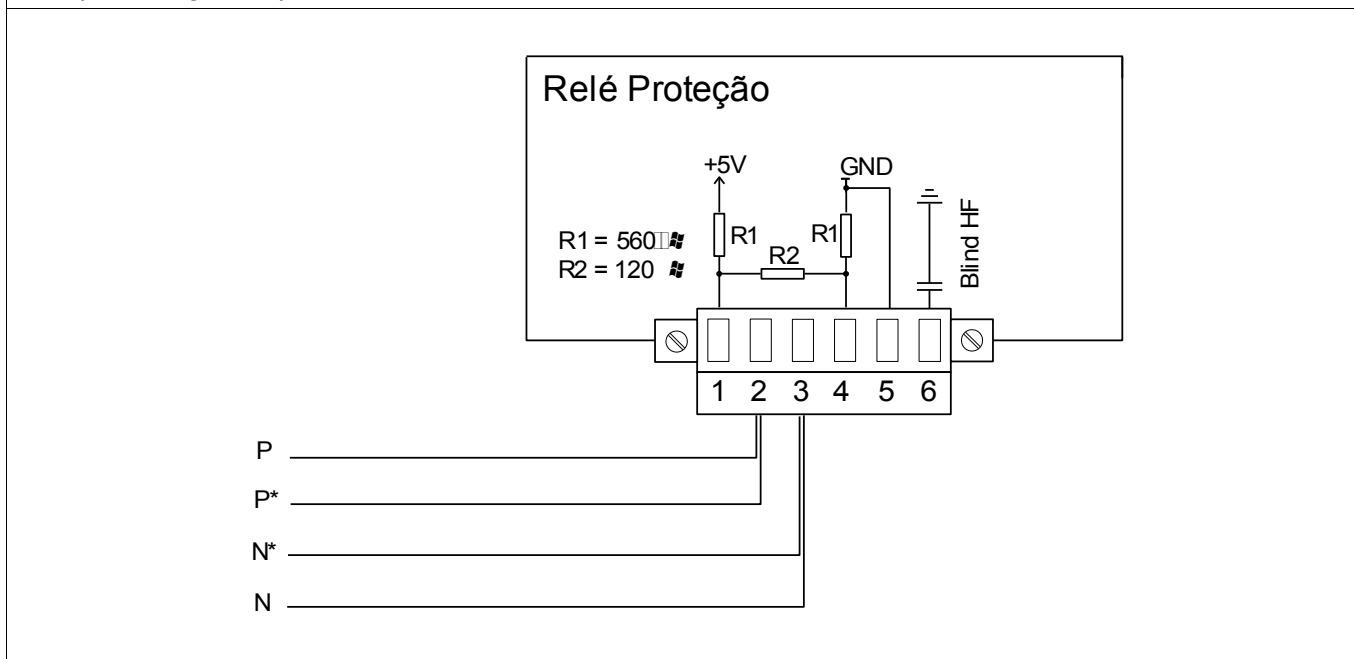 Relé Proteção
+5V
GND
R1 = 560
R2 = 120
R1
R2
R1
Blind HF
1 2 3 4 5 6
P
P*
N*
N